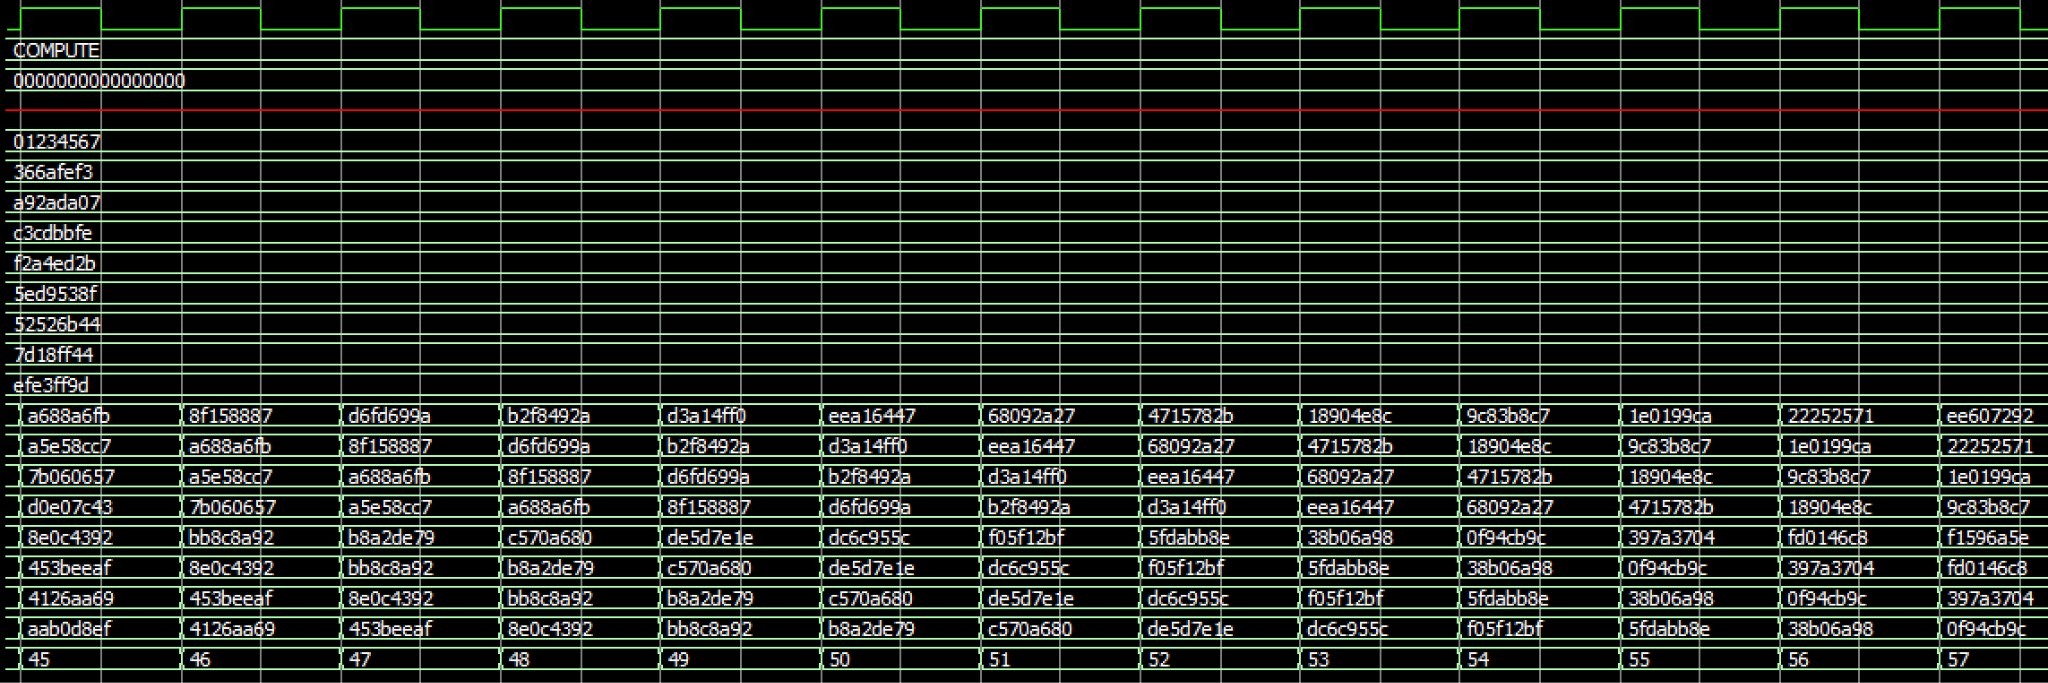 COMPUTE
0000000000000000
01234567
366afef3
a92ada07
c3cdbbfe
f2a4ed2b
5ed9538f
52526b44
7d18ff44
efe3ff9d
a688a6fb 8f158887 d6fd699a b2f8492a d3a14ff0 eea16447 68092a27 4715782b 18904e8c 9c83b8c7 1e0199ca 22252571 ee607292
a5e58cc7 a688a6fb 8f158887 d6fd699a b2f8492a d3a14ff0 eea16447 68092a27 4715782b 18904e8c 9c83b8c7 1e0199ca 22252571
7b060657 a5e58cc7 a688a6fb 8f158887 d6fd699a b2f8492a d3a14ff0 eea16447 68092a27 4715782b 18904e8c 9c83b8c7 1e0199ca
d0e07c43 7b060657 a5e58cc7 a688a6fb 8f158887 d6fd699a b2f8492a d3a14ff0 eea16447 68092a27 4715782b 18904e8c 9c83b8c7
8e0c4392 bb8c8a92 b8a2de79 c570a680 de5d7e1e dc6c955c f05f12bf 5fdabb8e 38b06a98 0f94cb9c 397a3704 fd0146c8 f1596a5e
453beeaf 8e0c4392 bb8c8a92 b8a2de79 c570a680 de5d7e1e dc6c955c f05f12bf 5fdabb8e 38b06a98 0f94cb9c 397a3704 fd0146c8
4126aa69 453beeaf 8e0c4392 bb8c8a92 b8a2de79 c570a680 de5d7e1e dc6c955c f05f12bf 5fdabb8e 38b06a98 0f94cb9c 397a3704
aab0d8ef 4126aa69 453beeaf 8e0c4392 bb8c8a92 b8a2de79 c570a680 de5d7e1e dc6c955c f05f12bf 5fdabb8e 38b06a98 0f94cb9c
45 46 47 48 49 50 51 52 53 54 55 56 57